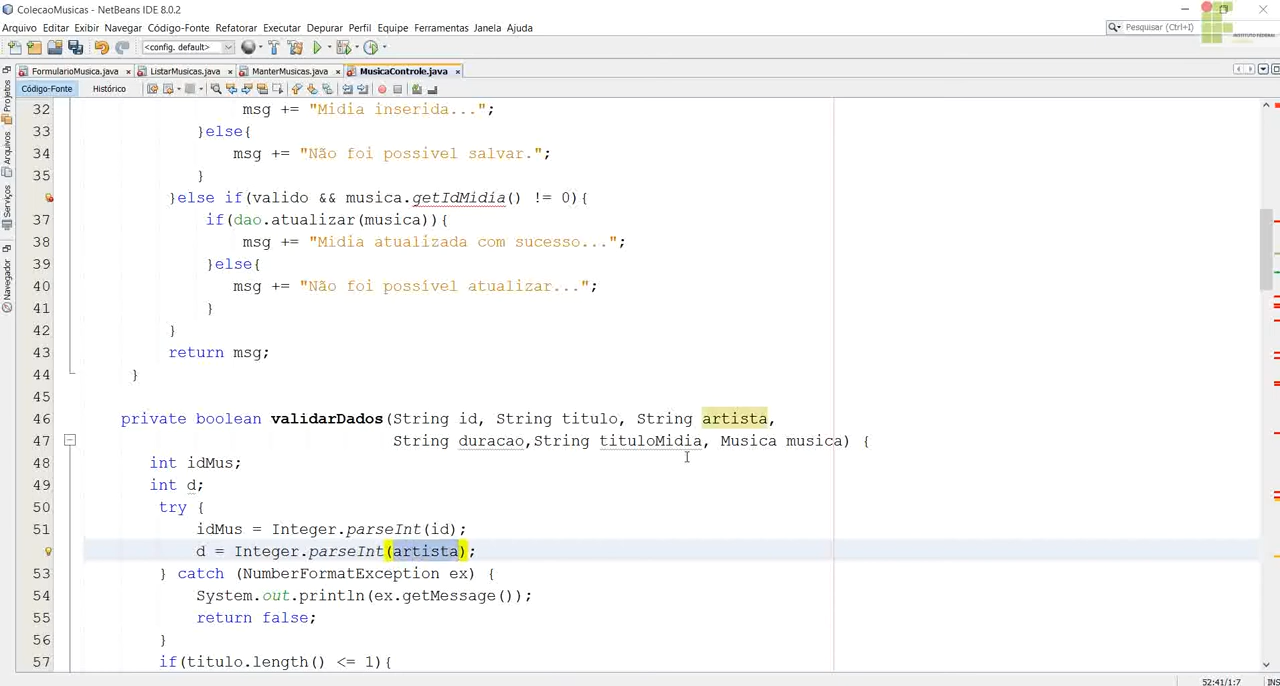 ColecaoMusicas - NetBeans IDE 8.0.2
Arquivo Editar Exibir Navegar Código-Fonte Refatorar Executar Depurar Perfil Equipe Ferramentas Janela Ajuda
Pesquisar (Ctrl+I)
<config. default>
FormularioMusica.java ListarMusicas.java ManterMusicas.java MusicaControle.java
Código-Fonte Histórico
Projetos
Arquivos
Serviços
Navegador
32 msg += "Midia inserida...";
33 }else{
34 msg += "Não foi possivel salvar.";
35 }
}else if(valido && musica.getIdMidia() != 0){
37 if(dao.atualizar(musica)){
38 msg += "Midia atualizada com sucesso...";
39 }else{
40 msg += "Não foi possível atualizar...";
41 }
42 }
43 return msg;
44 }
45
46 private boolean validarDados(String id, String titulo, String artista,
47 String duracao,String tituloMidia, Musica musica) {
48 int idMus;
49 int d;
50 try {
51 idMus = Integer.parseInt(id);
d = Integer.parseInt(artista);
53 } catch (NumberFormatException ex) {
54 System.out.println(ex.getMessage());
55 return false;
56 }
57 if(titulo.length() <= 1){
52:41/1:7 INS